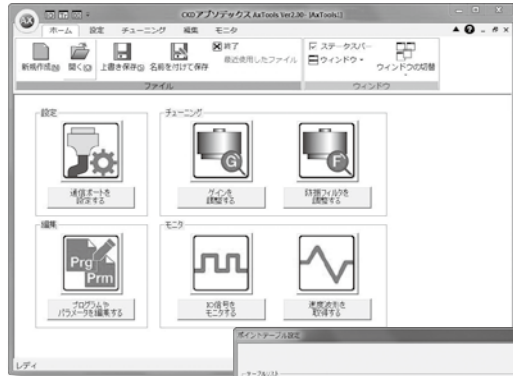 CKD アブソデックス AxTools Ver2.30- [AxTools1]
AX
ホーム 設定 チューニング 編集 モニタ
新規作成(N) 開く(O) 上書き保存(S) 名前を付けて保存
終了
最近使用したファイル
ファイル
ステータスバー
ウィンドウ
ウィンドウの切替
ウィンドウ
設定
通信ポートを
設定する
チューニング
G
ゲインを
調整する
F
防振フィルタを
調整する
編集
Prg
Prm
プログラムや
パラメータを編集する
モニタ
IO信号を
モニタする
速度波形を
取得する
ポイントテーブル設定
テーブルリスト
レディ